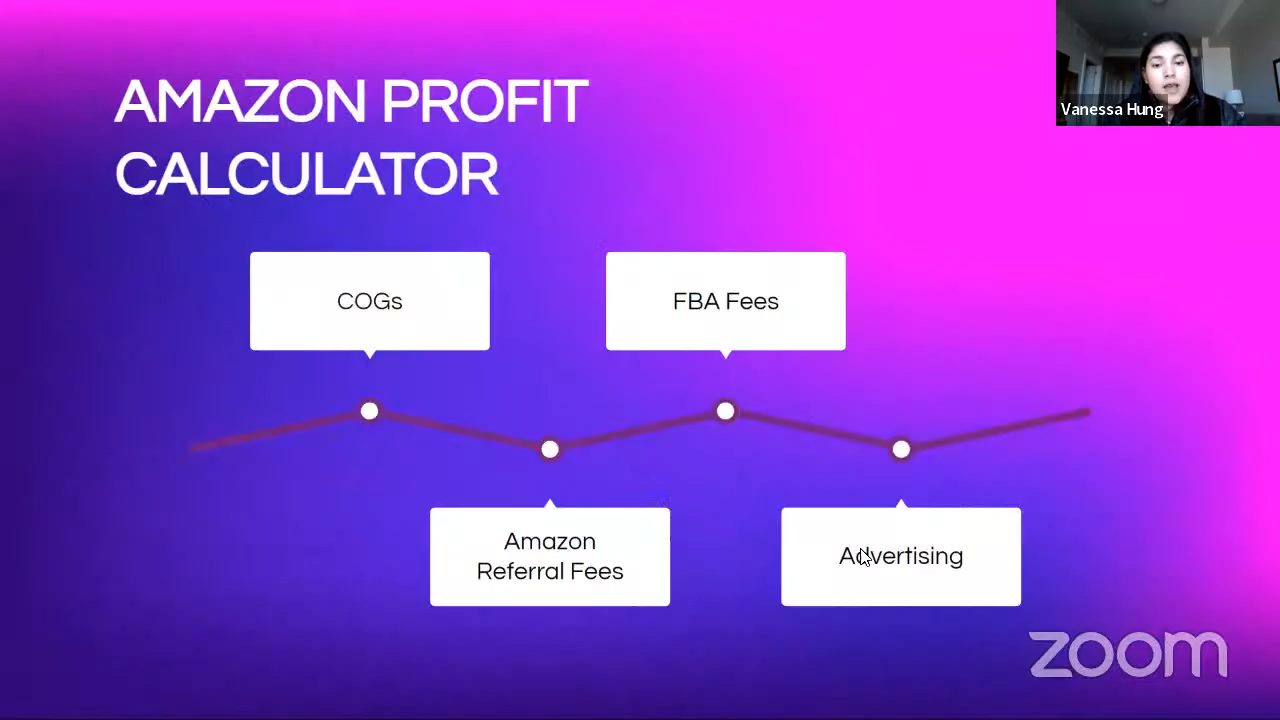 AMAZON PROFIT
CALCULATOR
Vanessa Hung
COGs
FBA Fees
Amazon
Referral Fees
Advertising
zoom